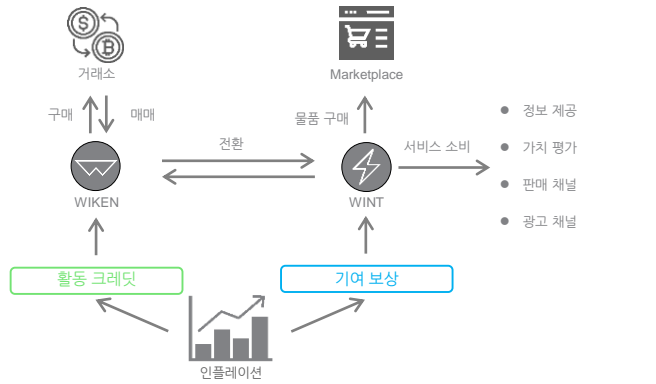 거래소
Marketplace
구매
매매
물품 구매
전환
서비스 소비
정보 제공
가치 평가
판매 채널
광고 채널
WIKEN
WINT
활동 크레딧
기여 보상
인플레이션